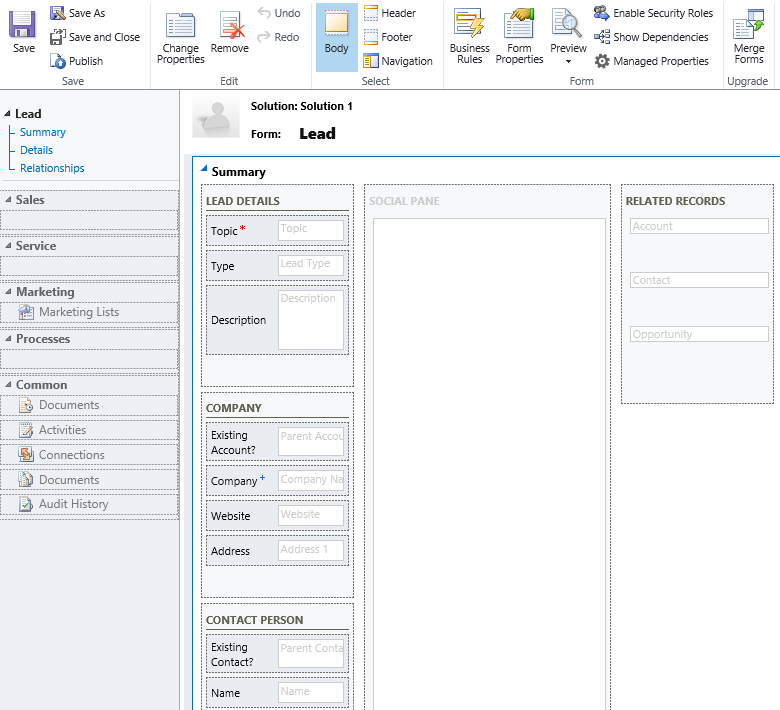 Save
Save As
Save and Close
Publish
Save
Change Properties
Remove
Undo
Redo
Edit
Body
Header
Footer
Navigation
Select
Business Rules
Form Properties
Preview
Enable Security Roles
Show Dependencies
Managed Properties
Form
Merge Forms
Upgrade
Lead
Summary
Details
Relationships
Sales
Service
Marketing
Marketing Lists
Processes
Common
Documents
Activities
Connections
Documents
Audit History
Solution: Solution 1
Form: Lead
Summary
LEAD DETAILS
Topic* Topic
Type Lead Type
Description Description
COMPANY
Existing Account? Parent Accou
Company+ Company Na
Website Website
Address Address 1
CONTACT PERSON
Existing Contact? Parent Conta
Name Name
SOCIAL PANE
RELATED RECORDS
Account
Contact
Opportunity